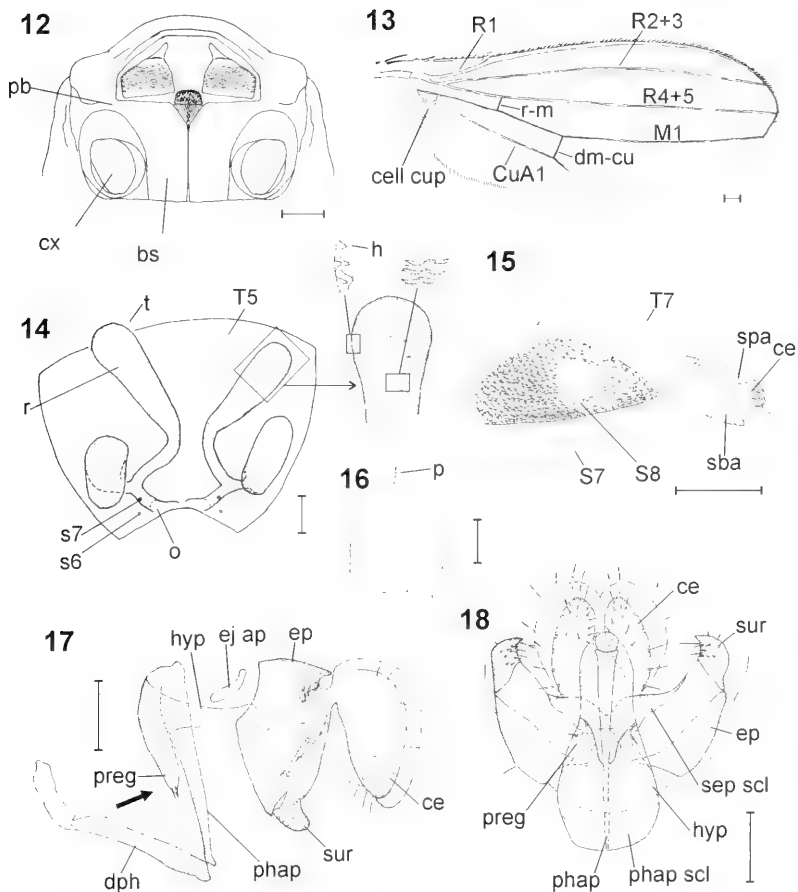 12
pb
cx
bs
13
R1
R2+3
R4+5
r-m
M1
dm-cu
CuA1
cell cup
14
t
T5
r
s7
s6
o
h
15
T7
spa
ce
sba
S7
S8
16
p
17
hyp
ej ap
ep
preg
dph
phap
sur
ce
18
ce
sur
ep
sep scl
hyp
preg
phap
phap scl